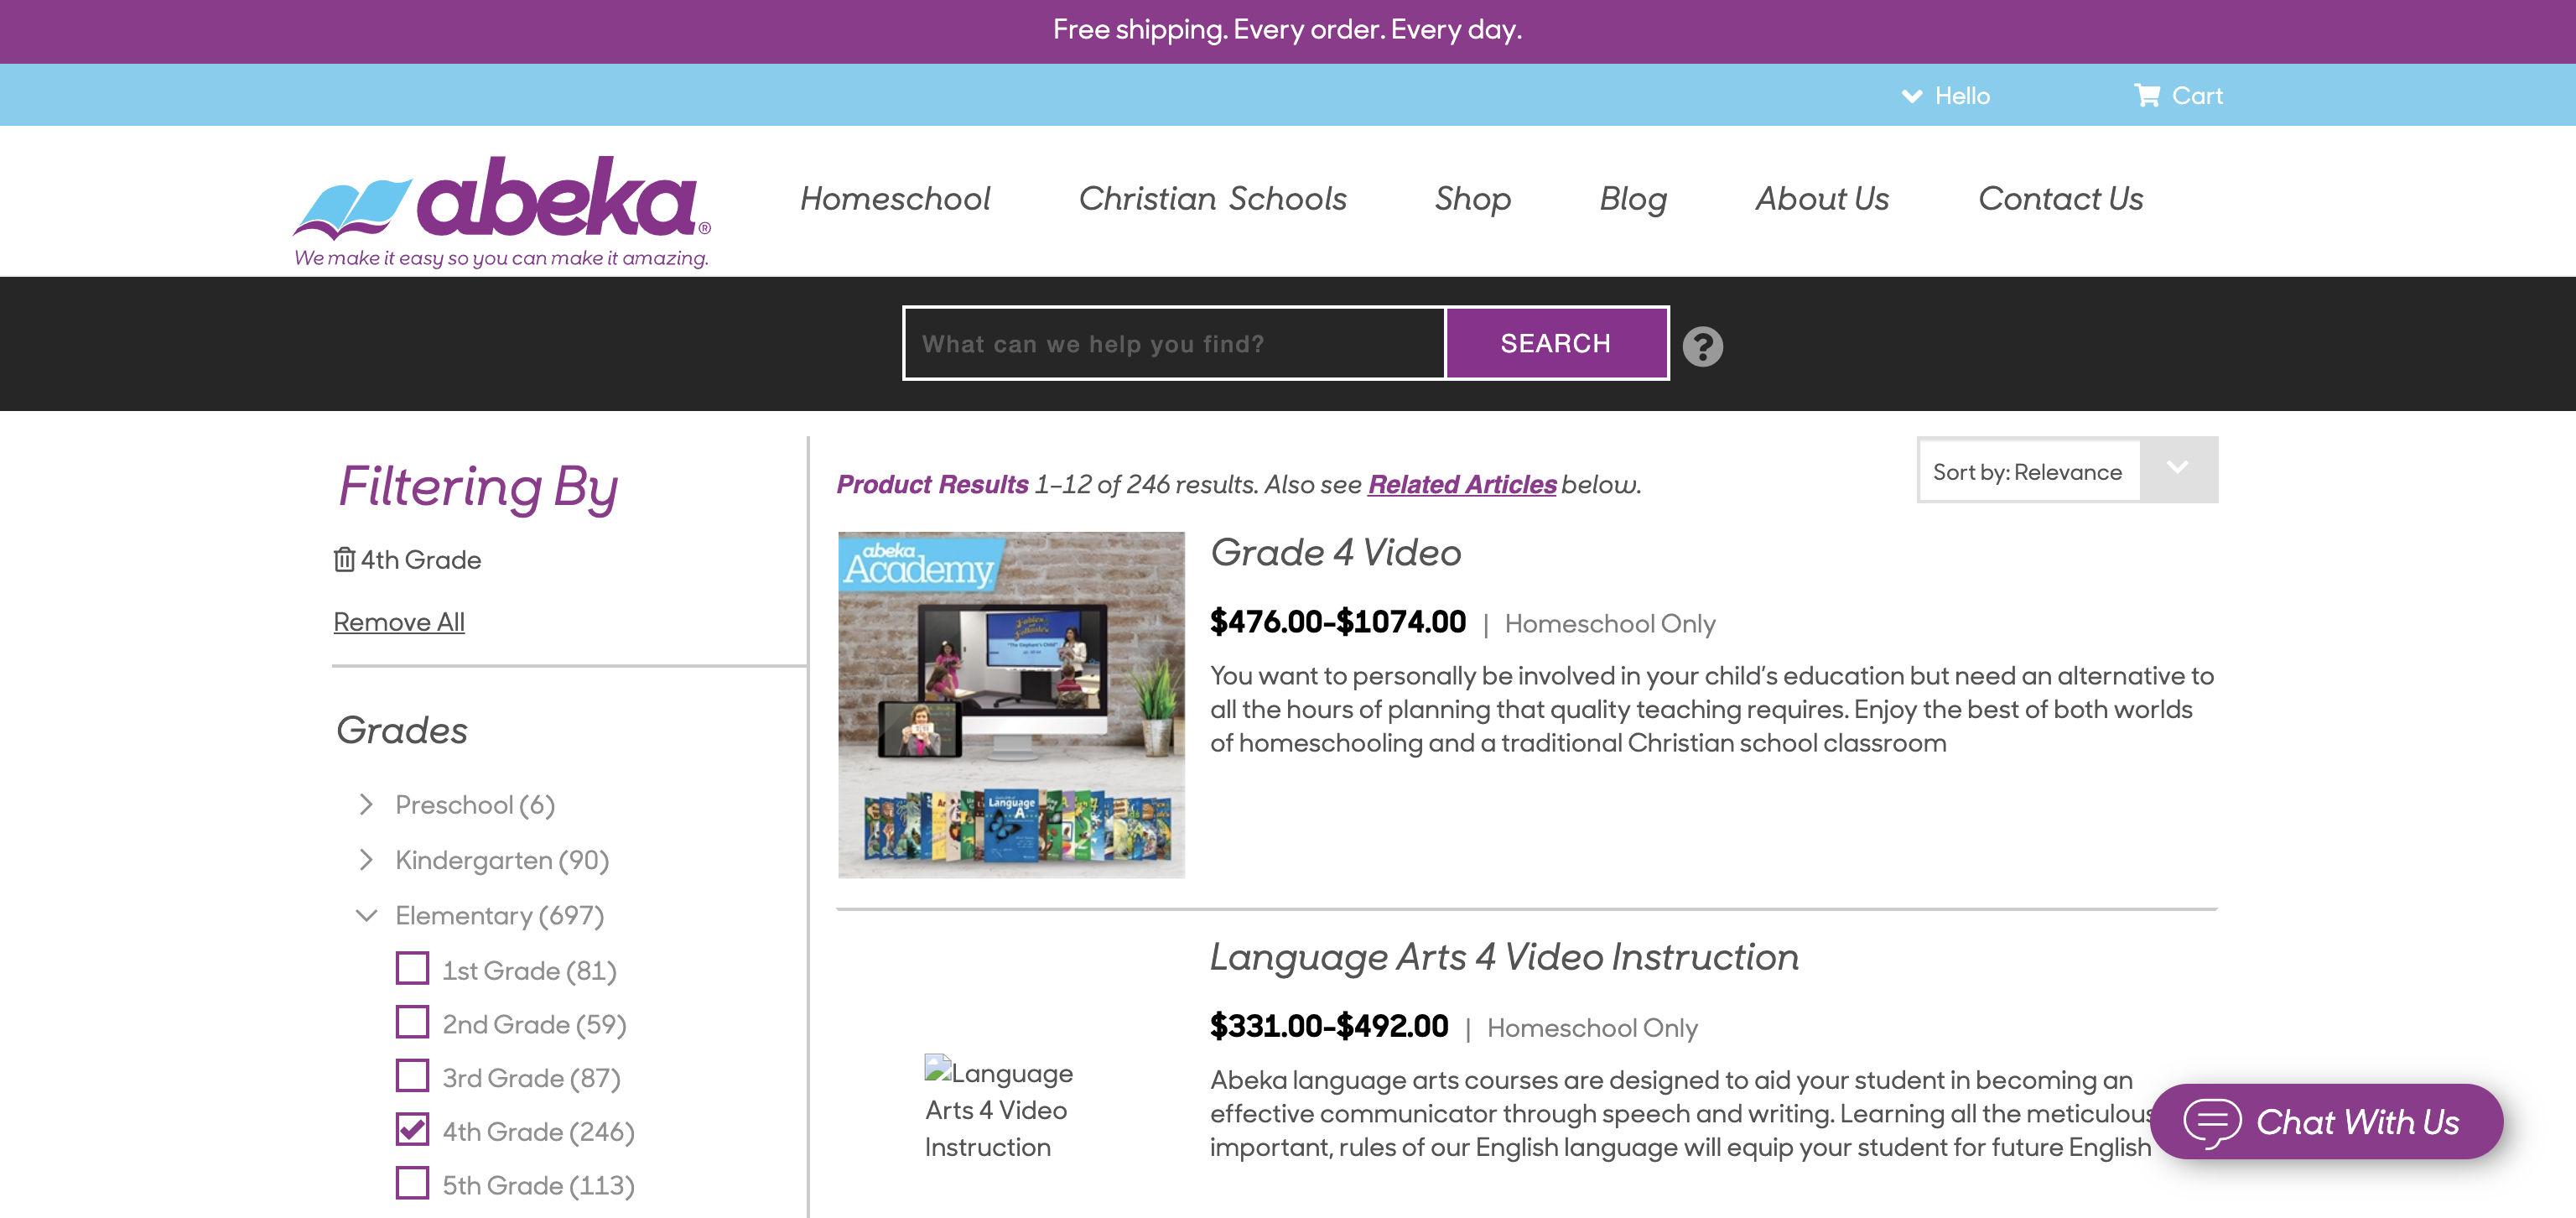 Free shipping. Every order. Every day.
Hello
Cart
abeka®
We make it easy so you can make it amazing.
Homeschool
Christian Schools
Shop
Blog
About Us
Contact Us
What can we help you find?
SEARCH
?
Filtering By
4th Grade
Remove All
Grades
Preschool (6)
Kindergarten (90)
Elementary (697)
1st Grade (81)
2nd Grade (59)
3rd Grade (87)
4th Grade (246)
5th Grade (113)
Product Results 1–12 of 246 results. Also see Related Articles below.
Sort by: Relevance
abeka
Academy
Language
A
Grade 4 Video
$476.00-$1074.00 | Homeschool Only
You want to personally be involved in your child's education but need an alternative to
all the hours of planning that quality teaching requires. Enjoy the best of both worlds
of homeschooling and a traditional Christian school classroom
Language
Arts 4 Video
Instruction
Language Arts 4 Video Instruction
$331.00-$492.00 | Homeschool Only
Abeka language arts courses are designed to aid your student in becoming an
effective communicator through speech and writing. Learning all the meticulous
important, rules of our English language will equip your student for future English
Chat With Us